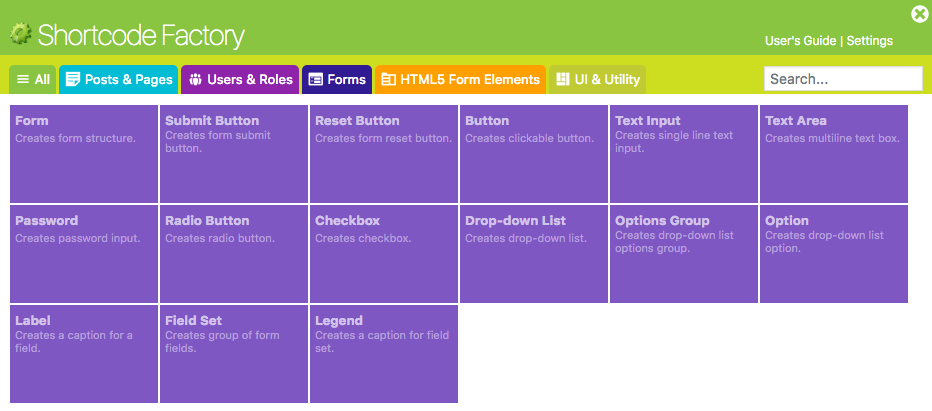 Shortcode Factory
User's Guide | Settings
All
Posts & Pages
Users & Roles
Forms
HTML5 Form Elements
UI & Utility
Search...
Form
Creates form structure.
Submit Button
Creates form submit
button.
Reset Button
Creates form reset button.
Button
Creates clickable button.
Text Input
Creates single line text
input.
Text Area
Creates multiline text box.
Password
Creates password input.
Radio Button
Creates radio button.
Checkbox
Creates checkbox.
Drop-down List
Creates drop-down list.
Options Group
Creates drop-down list
options group.
Option
Creates drop-down list
option.
Label
Creates a caption for a
field.
Field Set
Creates group of form
fields.
Legend
Creates a caption for field
set.